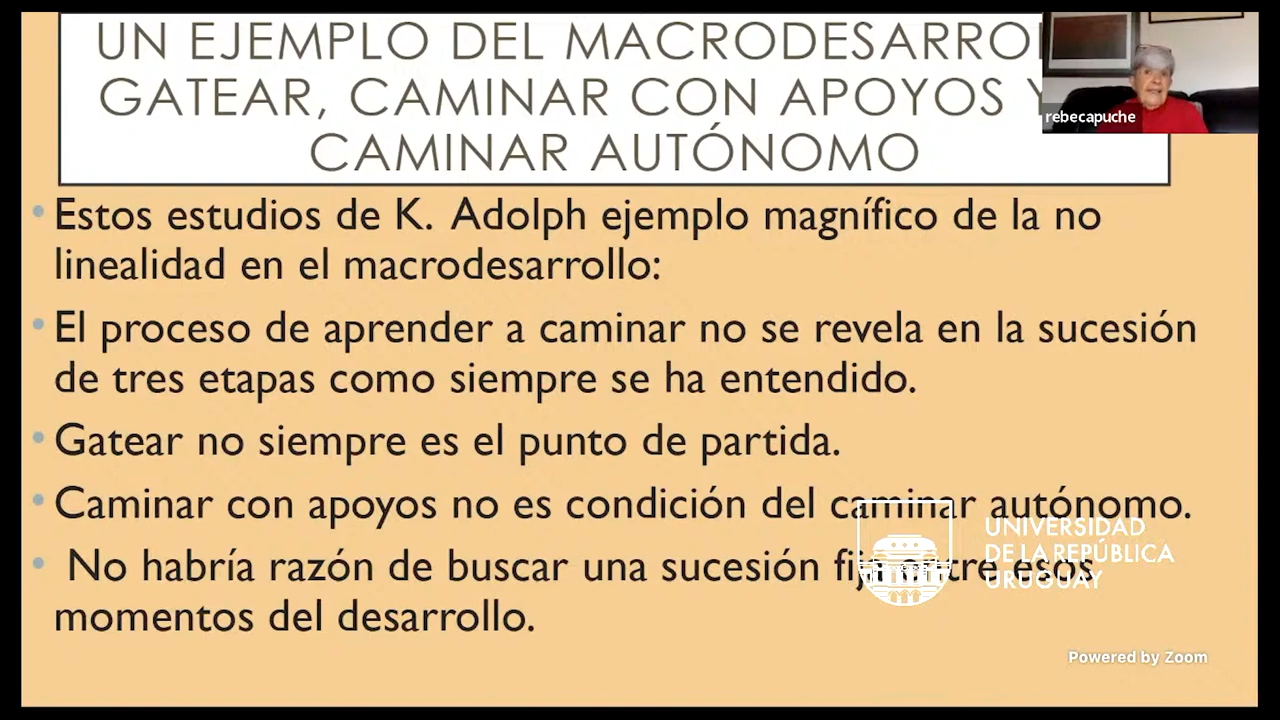 UN EJEMPLO DEL MACRODESARRO
GATEAR, CAMINAR CON APOYOS Y
CAMINAR AUTÓNOMO
rebecapuche
• Estos estudios de K. Adolph ejemplo magnífico de la no
linealidad en el macrodesarrollo:
• El proceso de aprender a caminar no se revela en la sucesión
de tres etapas como siempre se ha entendido.
• Gatear no siempre es el punto de partida.
• Caminar con apoyos no es condición del caminar autónomo.
• No habría razón de buscar una sucesión fija entre esos
momentos del desarrollo.
UNIVERSIDAD
DE LA REPÚBLICA
URUGUAY
Powered by Zoom